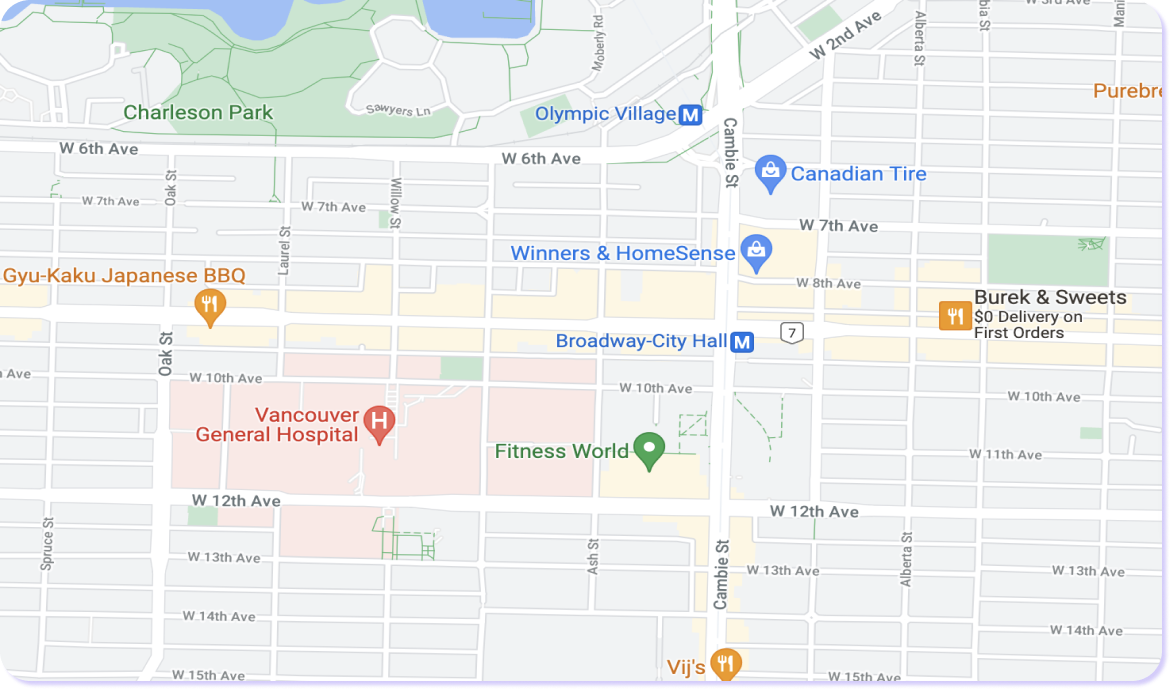 W 3rd Ave
W 2nd Ave
Alberta St
Moberly Rd
Purebre
Sawyers Ln
Charleson Park
Olympic Village M
Cambie St
W 6th Ave
W 6th Ave
Canadian Tire
Oak St
Willow St
W 7th Ave
W 7th Ave
W 7th Ave
Laurel St
Winners & HomeSense
Gyu-Kaku Japanese BBQ
W 8th Ave
Burek & Sweets
$0 Delivery on
First Orders
7
Broadway-City Hall M
Oak St
Ave
W 10th Ave
W 10th Ave
W 10th Ave
Vancouver
General Hospital
H
Fitness World
W 11th Ave
W 12th Ave
W 12th Ave
Spruce St
Ash St
Cambie St
Alberta St
W 13th Ave
W 13th Ave
W 13th Ave
W 14th Ave
W 14th Ave
Vij's
W 15th Ave
W 15th Ave